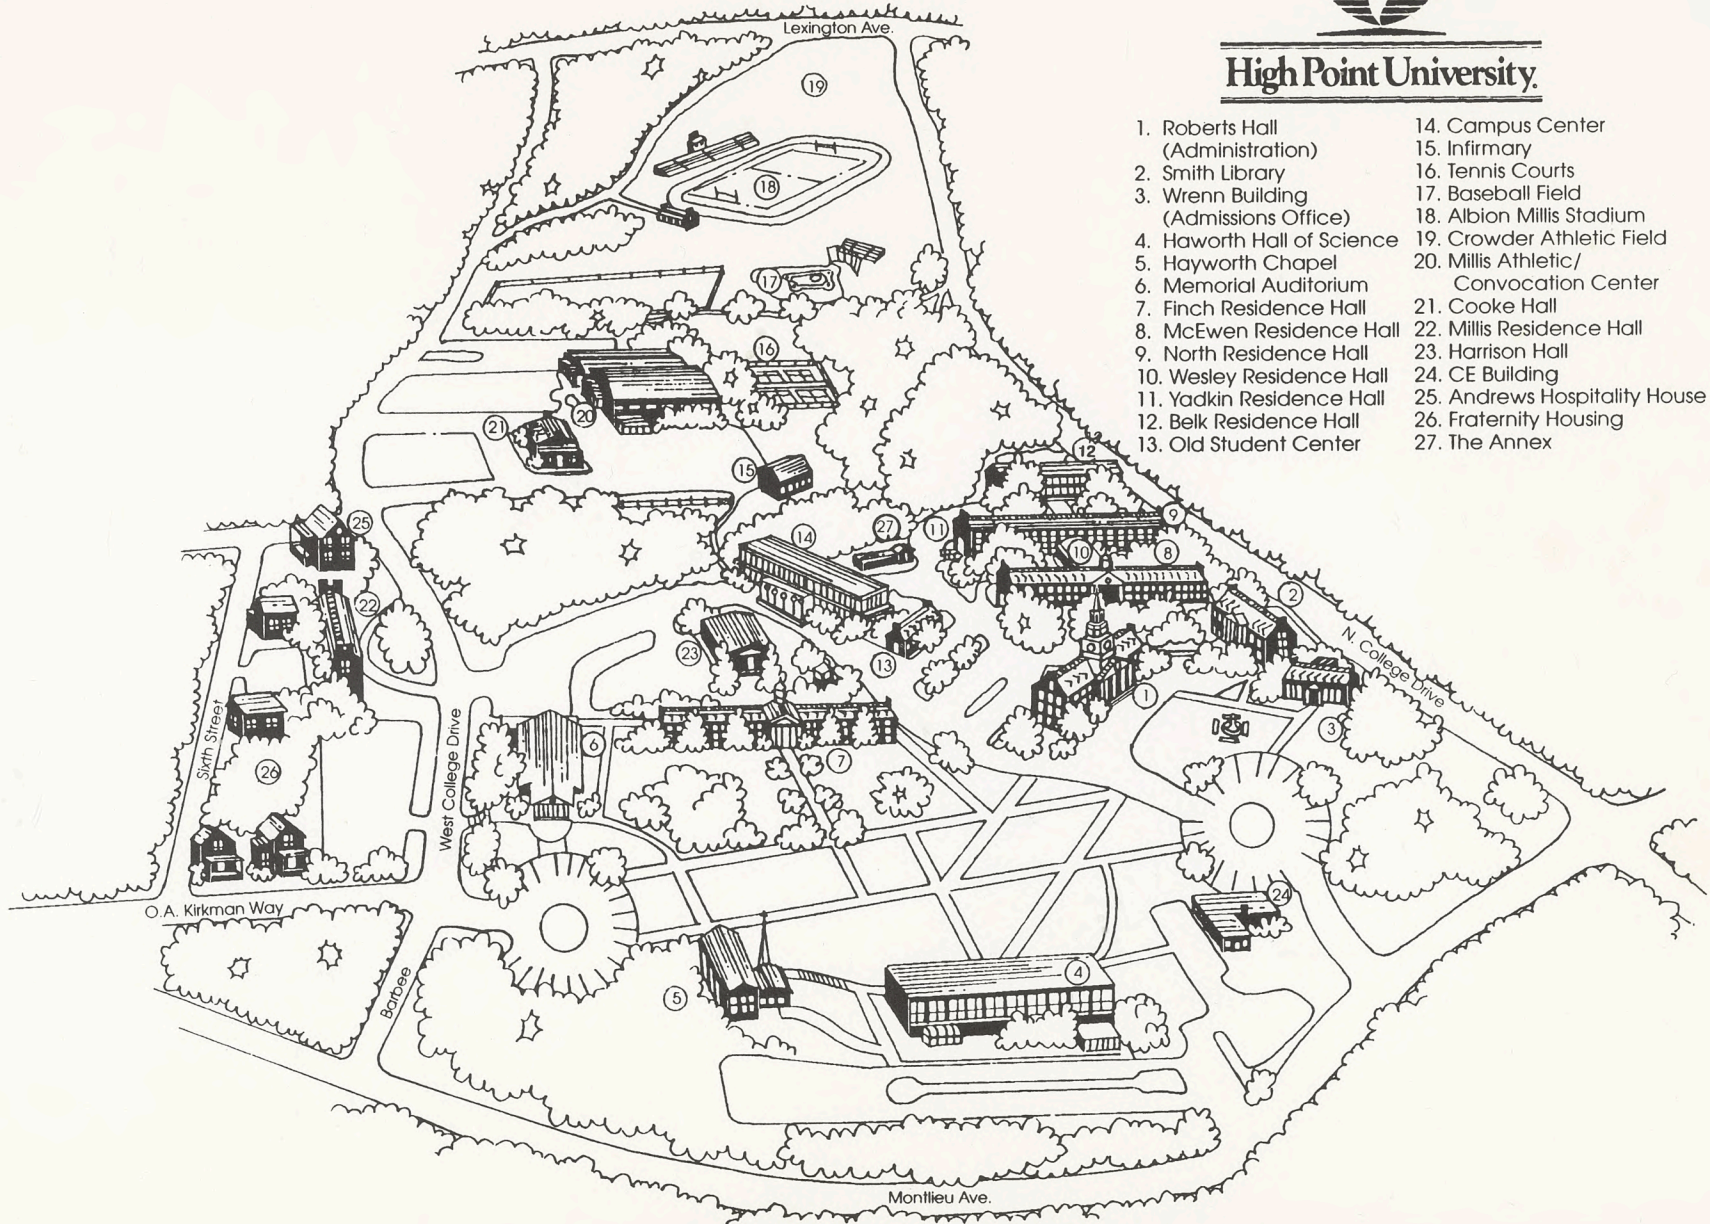 Lexington Ave.
High Point University.
1. Roberts Hall
(Administration)
2. Smith Library
3. Wrenn Building
(Admissions Office)
4. Haworth Hall of Science
5. Hayworth Chapel
6. Memorial Auditorium
7. Finch Residence Hall
8. McEwen Residence Hall
9. North Residence Hall
10. Wesley Residence Hall
11. Yadkin Residence Hall
12. Belk Residence Hall
13. Old Student Center
14. Campus Center
15. Infirmary
16. Tennis Courts
17. Baseball Field
18. Albion Millis Stadium
19. Crowder Athletic Field
20. Millis Athletic/
Convocation Center
21. Cooke Hall
22. Millis Residence Hall
23. Harrison Hall
24. CE Building
25. Andrews Hospitality House
26. Fraternity Housing
27. The Annex
19
18
17
16
20
21
15
12
25
14
27
11
9
10
8
22
2
23
13
N. College Drive
1
3
Sixth Street
West College Drive
6
7
26
24
O.A. Kirkman Way
Barbee
5
4
Montlieu Ave.